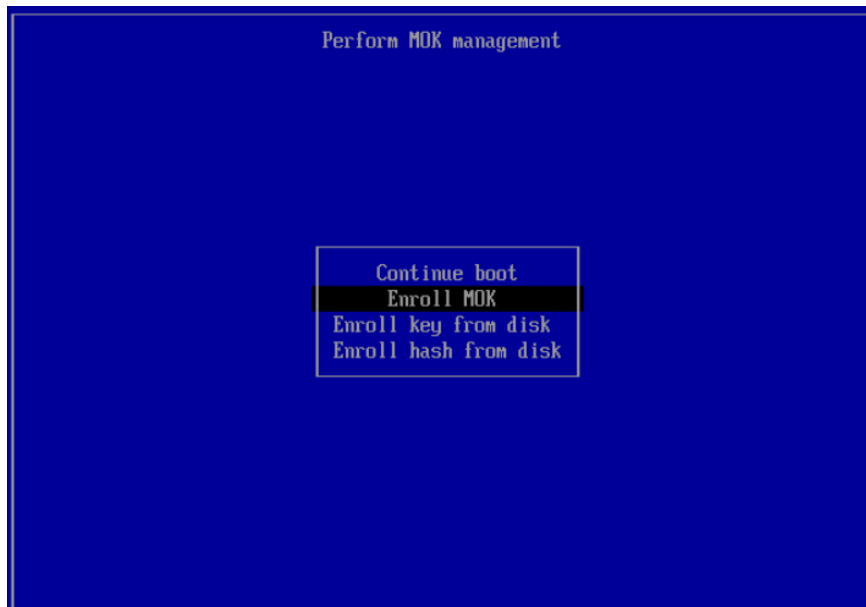 Perform MOK management
Continue boot
Enroll MOK
Enroll key from disk
Enroll hash from disk